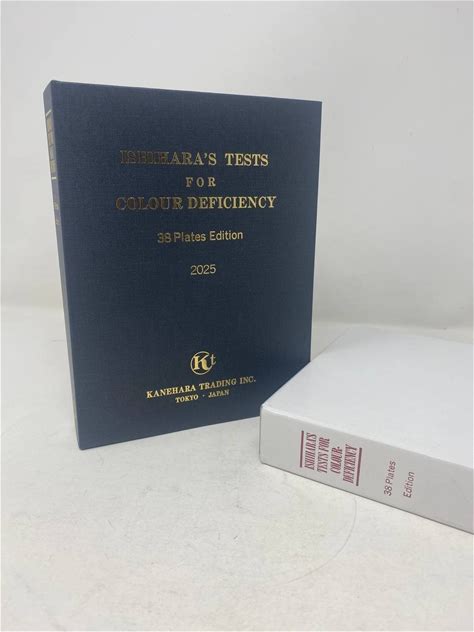 ISHIHARA'S TESTS
FOR
COLOUR DEFICIENCY
38 Plates Edition
2025
Kt
KANEHARA TRADING INC.
TOKYO · JAPAN
ISHIHARA'S
TESTS FOR
COLOUR-
DEFICIENCY
38 Plates
Edition